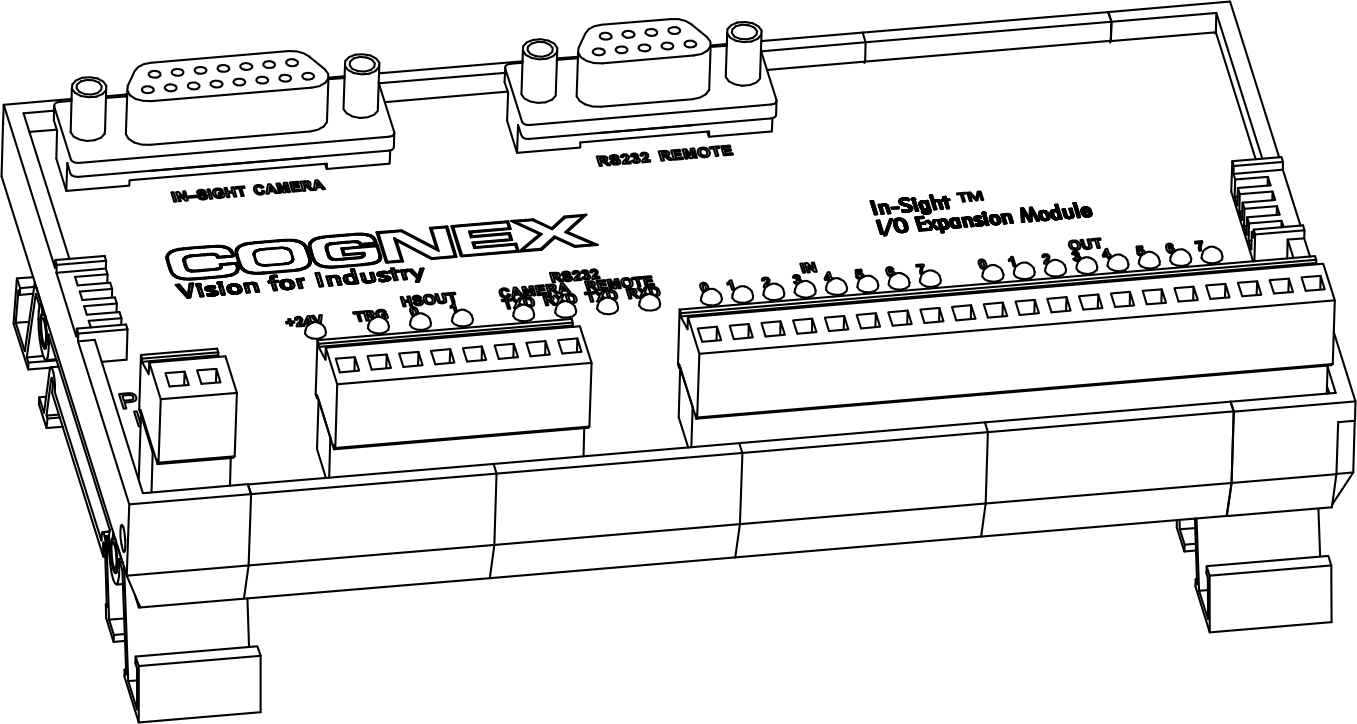 IN-SIGHT CAMERA
RS232 REMOTE
In-Sight ™
I/O Expansion Module
COGNEX
Vision for Industry
OUT
0 1 2 3 4 5 6 7
IN
0 1 2 3 4 5 6 7
RS232
CAMERA REMOTE
TXD RXD TXD RXD
HSOUT
+24V TRG 0 1
P